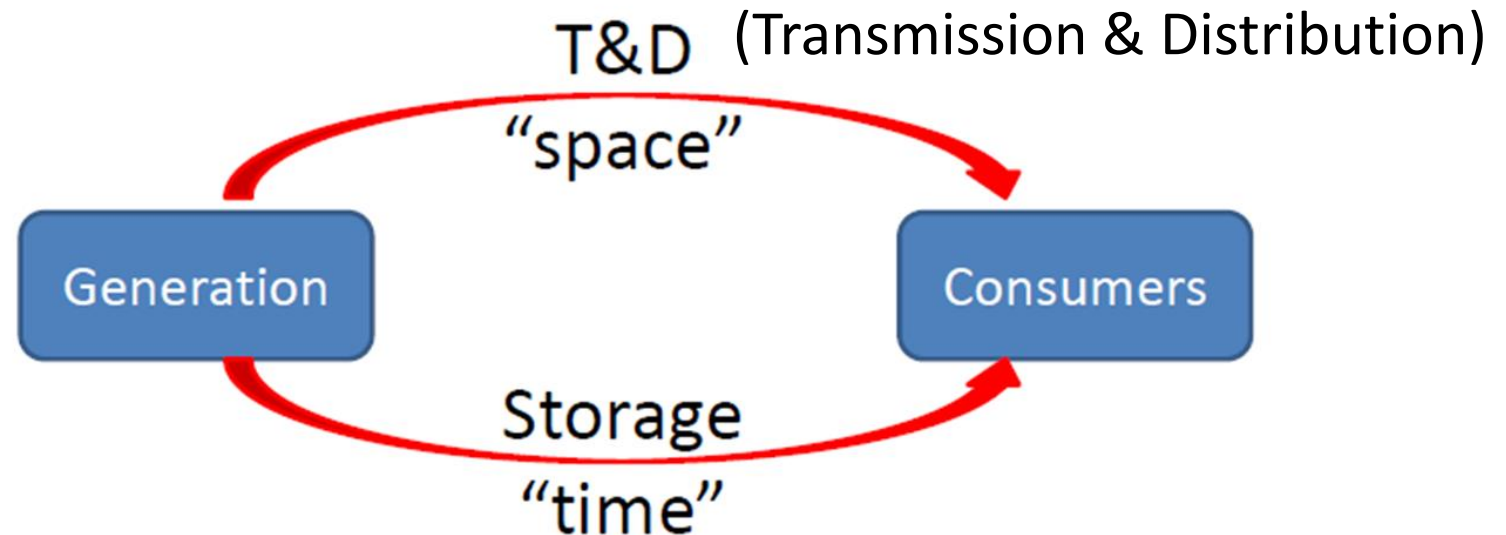 T&D (Transmission & Distribution)
“space”
Generation
Consumers
Storage
“time”